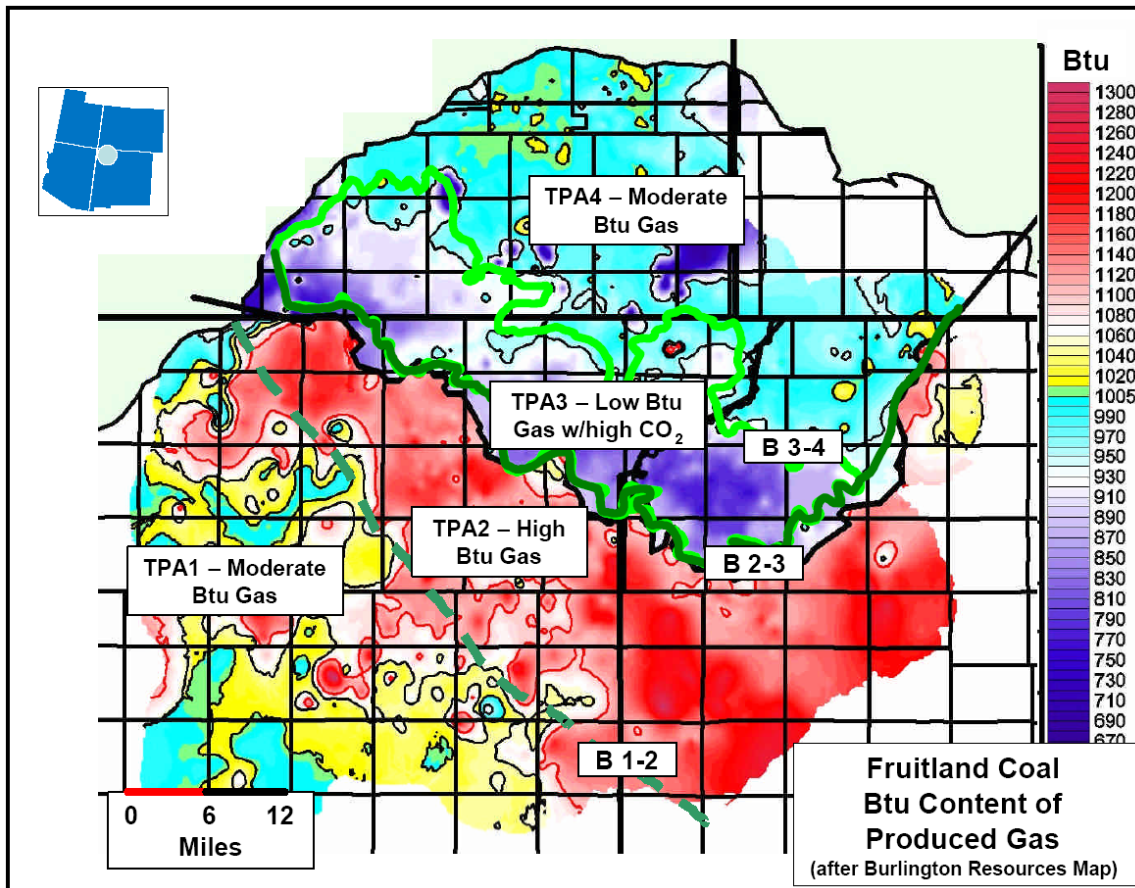 Btu
1300
1280
1260
1240
1220
1200
1180
1160
1140
1120
1100
1080
1060
1040
1020
1005
990
970
950
930
910
890
870
850
830
810
790
770
750
730
710
690
670
TPA4 – Moderate
Btu Gas
TPA3 – Low Btu
Gas w/high CO₂
B 3-4
TPA2 – High
Btu Gas
B 2-3
TPA1 – Moderate
Btu Gas
B 1-2
0 6 12
Miles
Fruitland Coal
Btu Content of
Produced Gas
(after Burlington Resources Map)